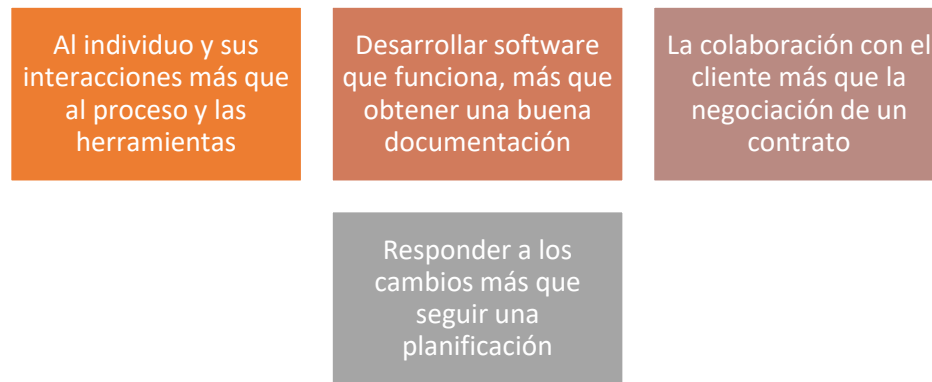 Al individuo y sus
interacciones más que
al proceso y las
herramientas
Desarrollar software
que funciona, más que
obtener una buena
documentación
La colaboración con el
cliente más que la
negociación de un
contrato
Responder a los
cambios más que
seguir una
planificación